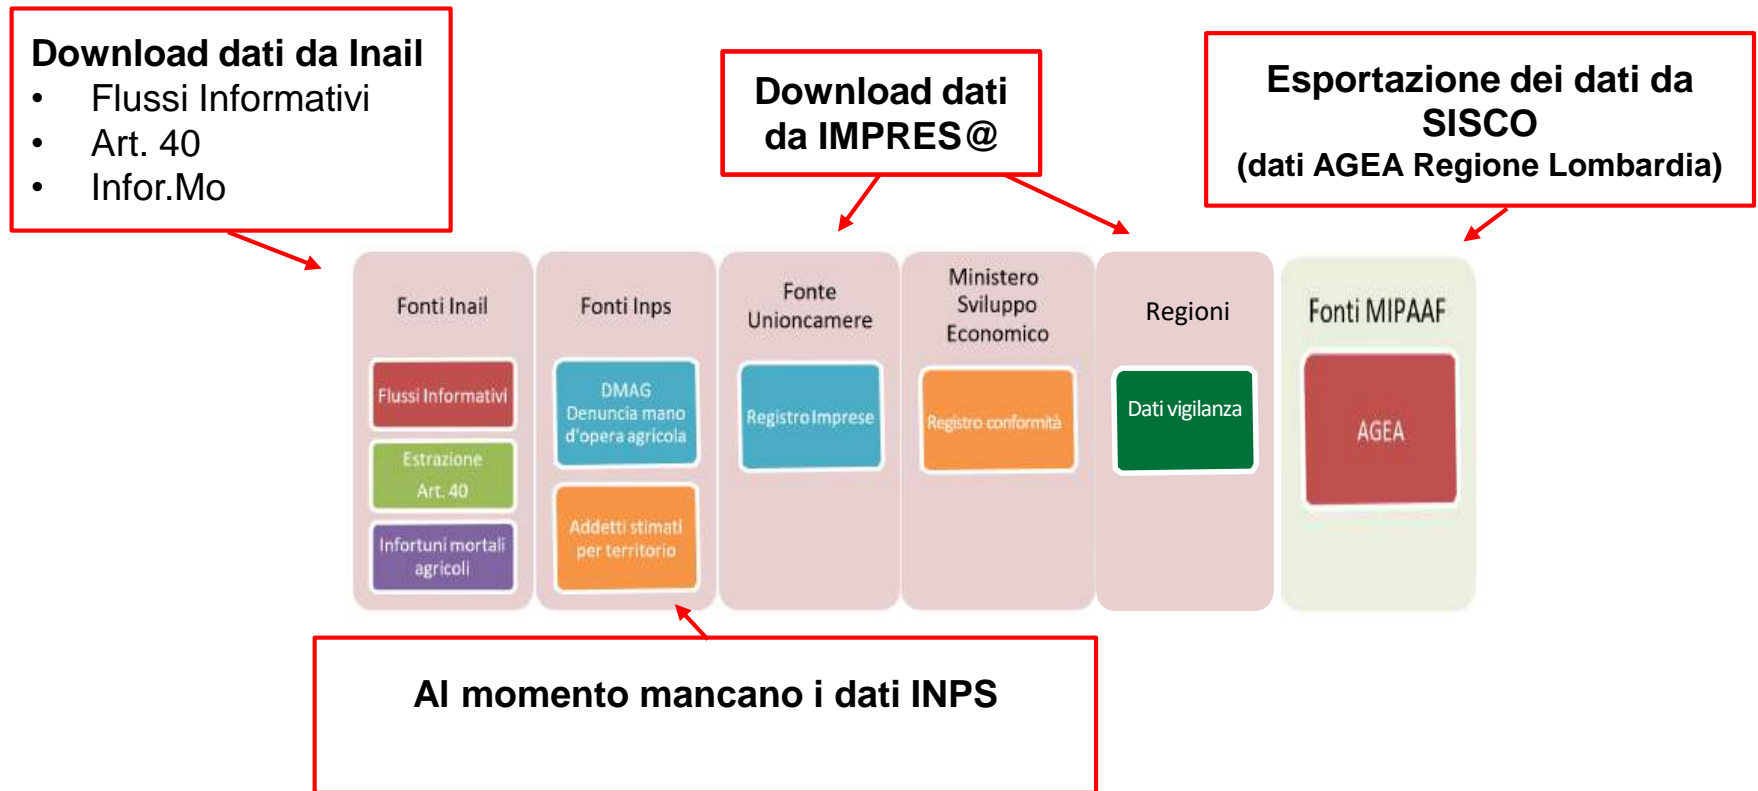 Download dati da Inail
• Flussi Informativi
• Art. 40
• Infor.Mo
Download dati
da IMPRES@
Esportazione dei dati da
SISCO
(dati AGEA Regione Lombardia)
Fonti Inail
Flussi Informativi
Estrazione
Art. 40
Infortuni mortali
agricoli
Fonti Inps
DMAG
Denuncia mano
d'opera agricola
Addetti stimati
per territorio
Fonte
Unioncamere
Registro Imprese
Ministero
Sviluppo
Economico
Registro conformità
Regioni
Dati vigilanza
Fonti MIPAAF
AGEA
Al momento mancano i dati INPS